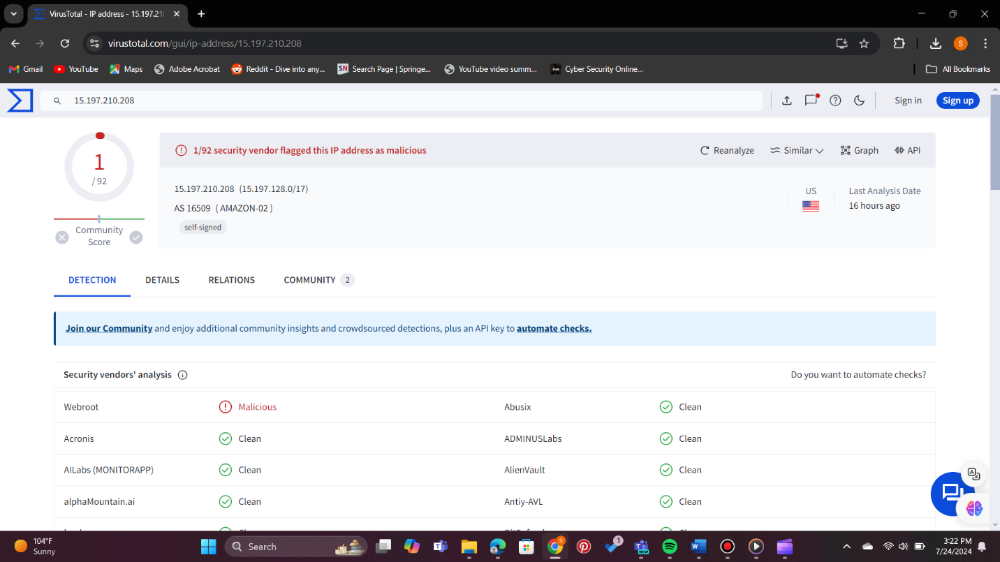 VirusTotal - IP address - 15.197.21
virustotal.com/gui/ip-address/15.197.210.208
S
Gmail
YouTube
Maps
Adobe Acrobat
Reddit - Dive into any...
SN
Search Page | Springe...
YouTube video summ...
Cyber Security Online...
All Bookmarks
15.197.210.208
Sign in
Sign up
1
/ 92
Community
Score
1/92 security vendor flagged this IP address as malicious
Reanalyze
Similar
Graph
API
15.197.210.208 (15.197.128.0/17)
AS 16509 ( AMAZON-02 )
self-signed
US
Last Analysis Date
16 hours ago
DETECTION
DETAILS
RELATIONS
COMMUNITY 2
Join our Community and enjoy additional community insights and crowdsourced detections, plus an API key to automate checks.
Security vendors' analysis
Do you want to automate checks?
Webroot Malicious Abusix Clean
Acronis Clean ADMINUSLabs Clean
AILabs (MONITORAPP) Clean AlienVault Clean
alphaMountain.ai Clean Antiy-AVL Clean
104°F
Sunny
Search
S
1
NEW
3:22 PM
7/24/2024